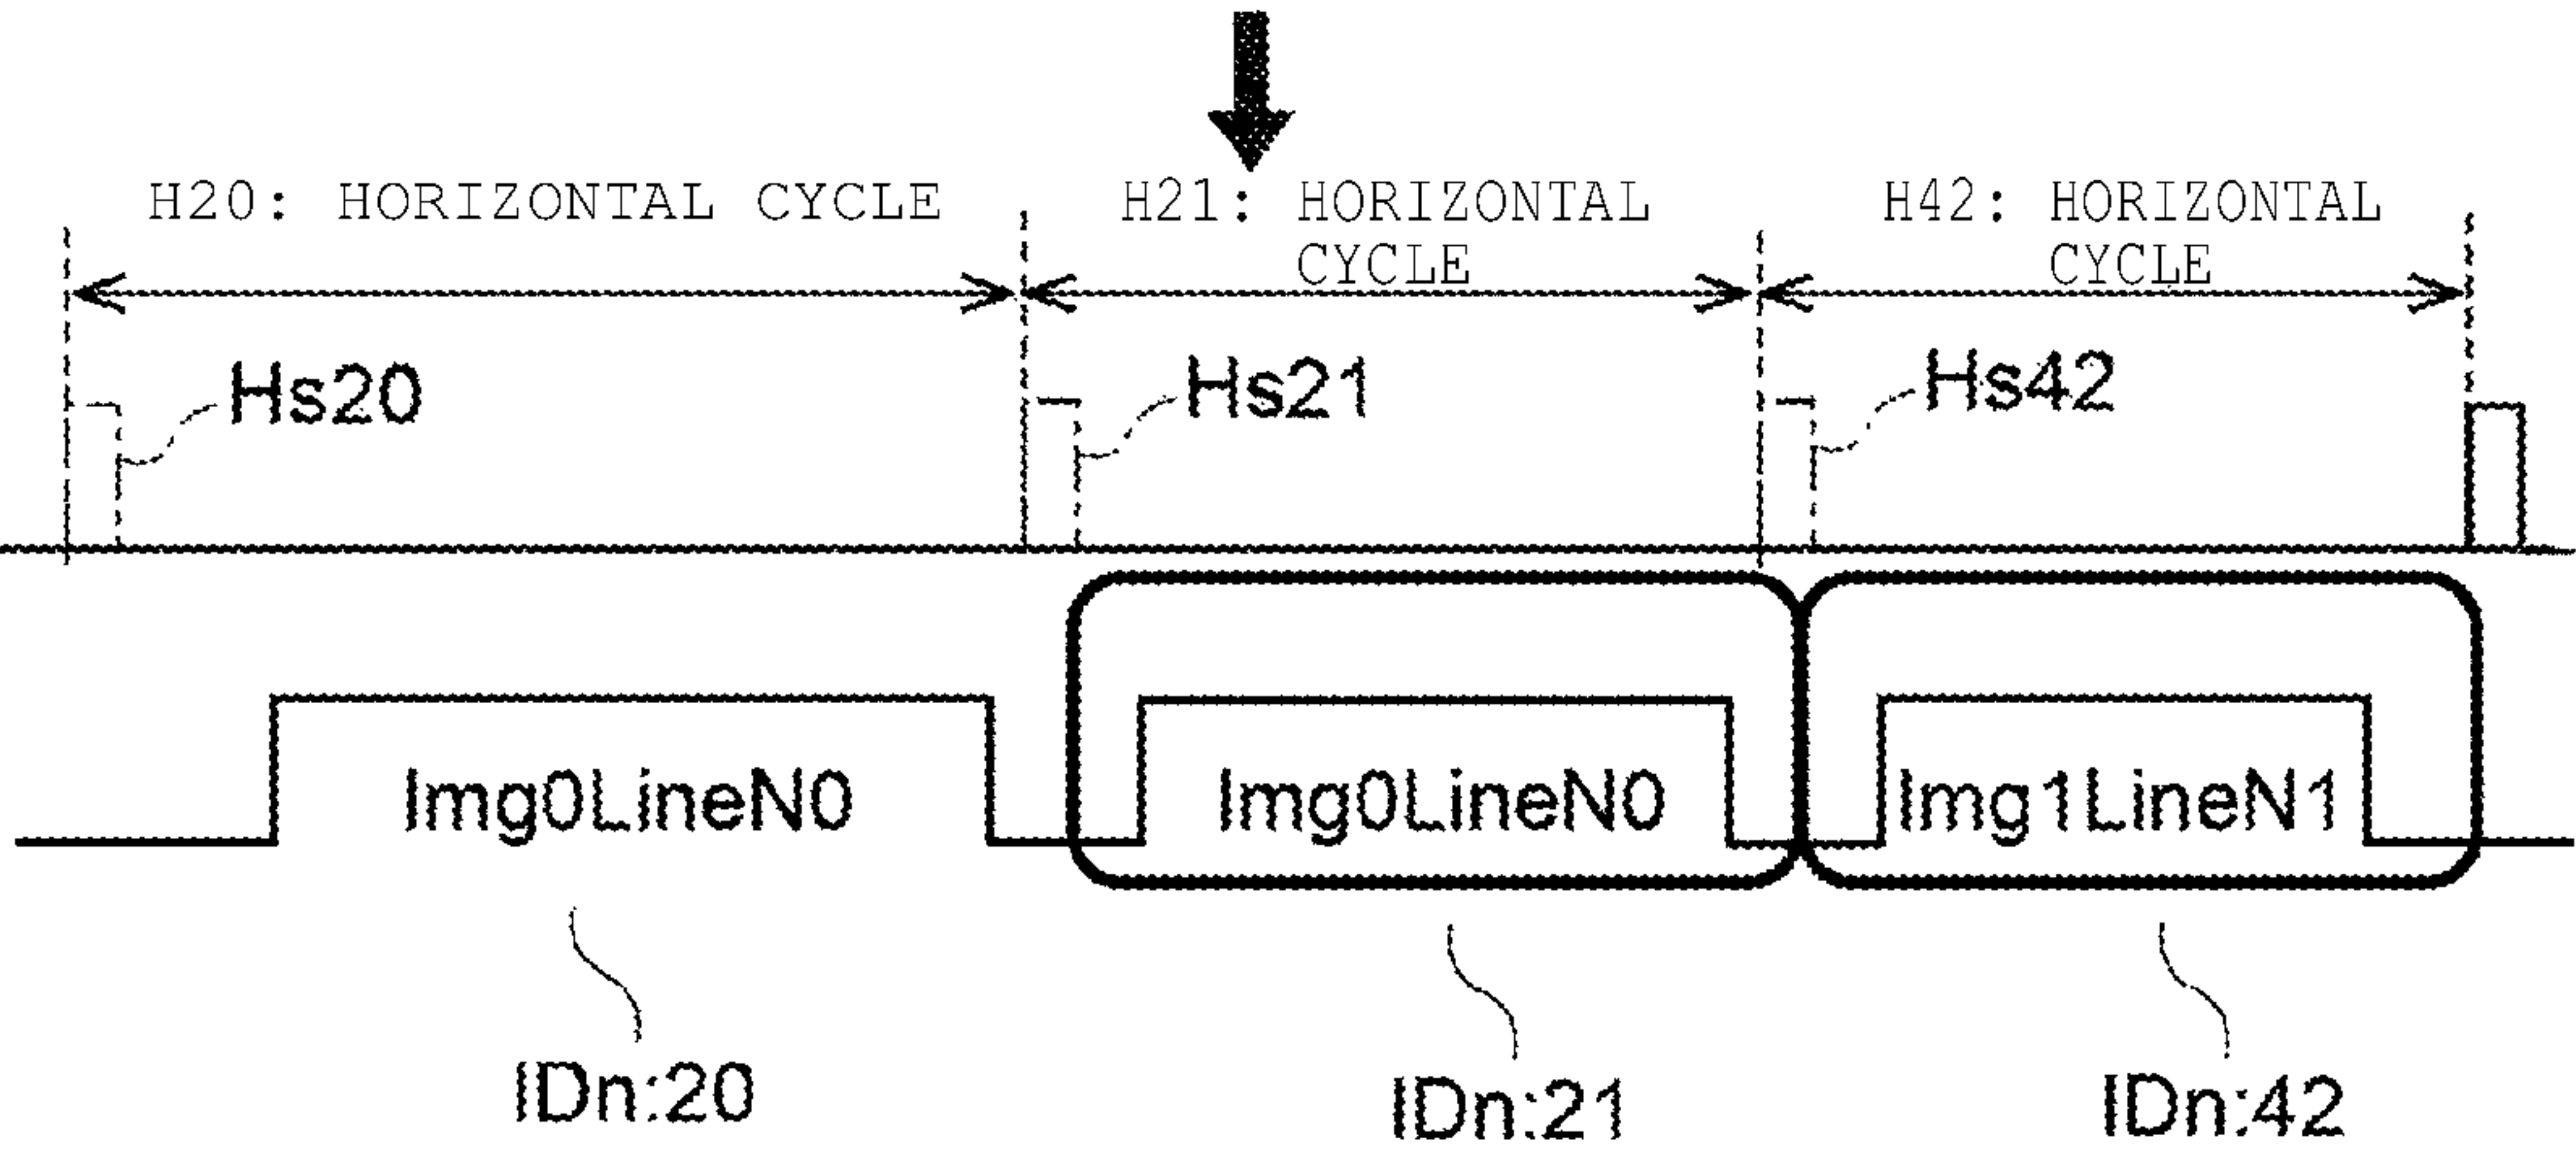 H20: HORIZONTAL CYCLE
H21: HORIZONTAL
CYCLE
H42: HORIZONTAL
CYCLE
Hs20
Hs21
Hs42
Img0LineN0
Img0LineN0
Img1LineN1
IDn:20
IDn:21
IDn:42